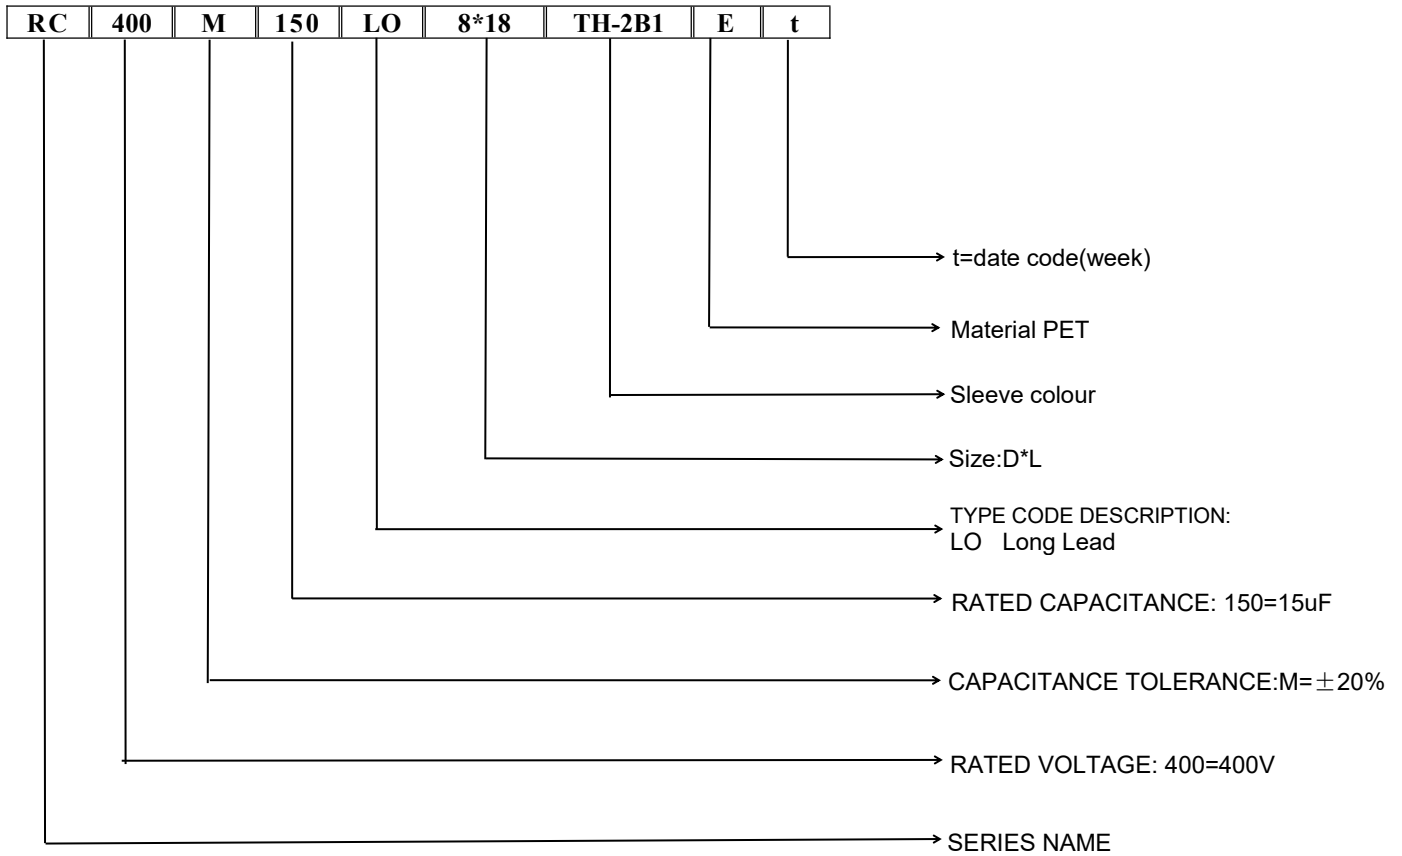 RC 400 M 150 LO 8*18 TH-2B1 E t
t=date code(week)
Material PET
Sleeve colour
Size:D*L
TYPE CODE DESCRIPTION:
LO Long Lead
RATED CAPACITANCE: 150=15uF
CAPACITANCE TOLERANCE:M=±20%
RATED VOLTAGE: 400=400V
SERIES NAME